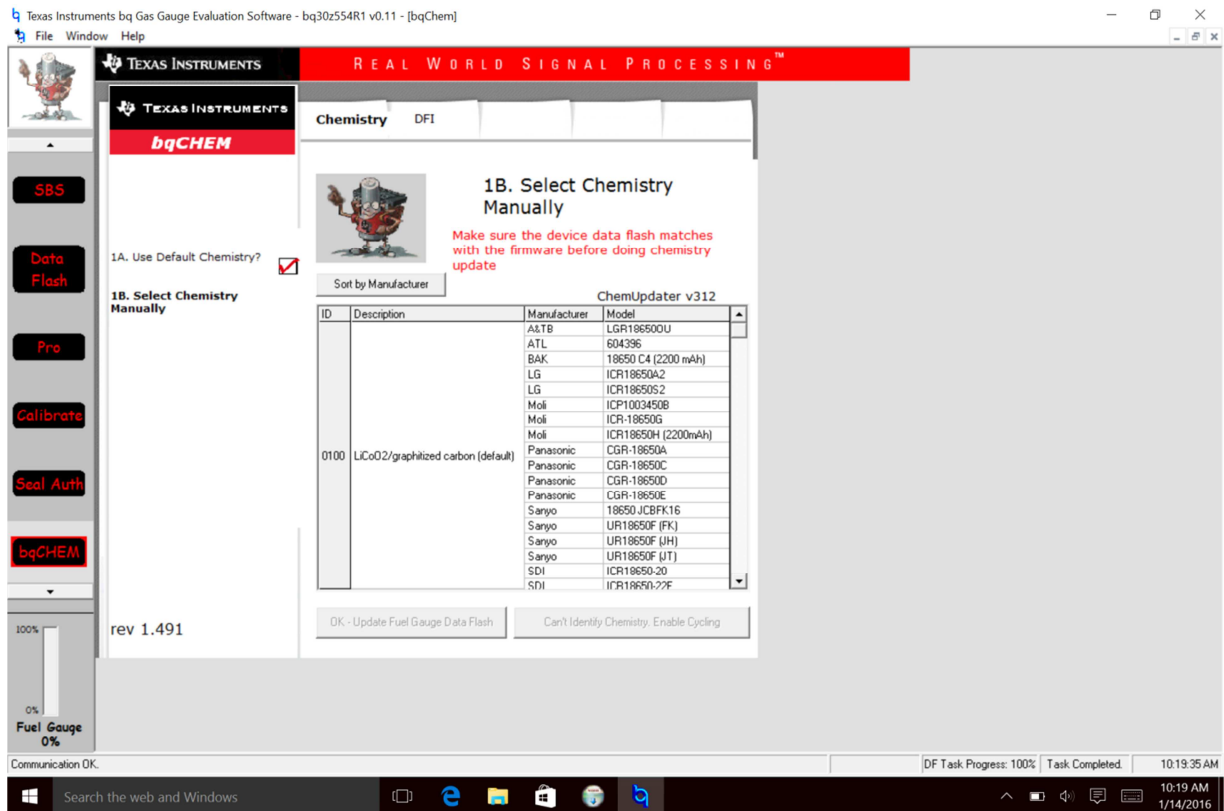 Texas Instruments bq Gas Gauge Evaluation Software - bq30z554R1 v0.11 - [bqChem]
File Window Help
TEXAS INSTRUMENTS
REAL WORLD SIGNAL PROCESSING™
TEXAS INSTRUMENTS
bqCHEM
Chemistry DFI
SBS
Data
Flash
Pro
Calibrate
Seal Auth
bqCHEM
1A. Use Default Chemistry?
1B. Select Chemistry
Manually
rev 1.491
1B. Select Chemistry
Manually
Make sure the device data flash matches
with the firmware before doing chemistry
update
Sort by Manufacturer
ChemUpdater v312
ID Description Manufacturer Model
A&TB LGR18650OU
ATL 604396
BAK 18650 C4 (2200 mAh)
LG ICR18650A2
LG ICR18650S2
Moli ICP1003450B
Moli ICR-18650G
Moli ICR18650H (2200mAh)
Panasonic CGR-18650A
0100 LiCoO2/graphitized carbon (default)
Panasonic CGR-18650C
Panasonic CGR-18650D
Panasonic CGR-18650E
Sanyo 18650 JCBFK16
Sanyo UR18650F (FK)
Sanyo UR18650F (JH)
Sanyo UR18650F (JT)
SDI ICR18650-20
SDI ICR18650-22F
OK - Update Fuel Gauge Data Flash
Can't Identify Chemistry. Enable Cycling
100%
0%
Fuel Gauge
0%
Communication OK.
DF Task Progress: 100% Task Completed. 10:19:35 AM
Search the web and Windows
10:19 AM
1/14/2016